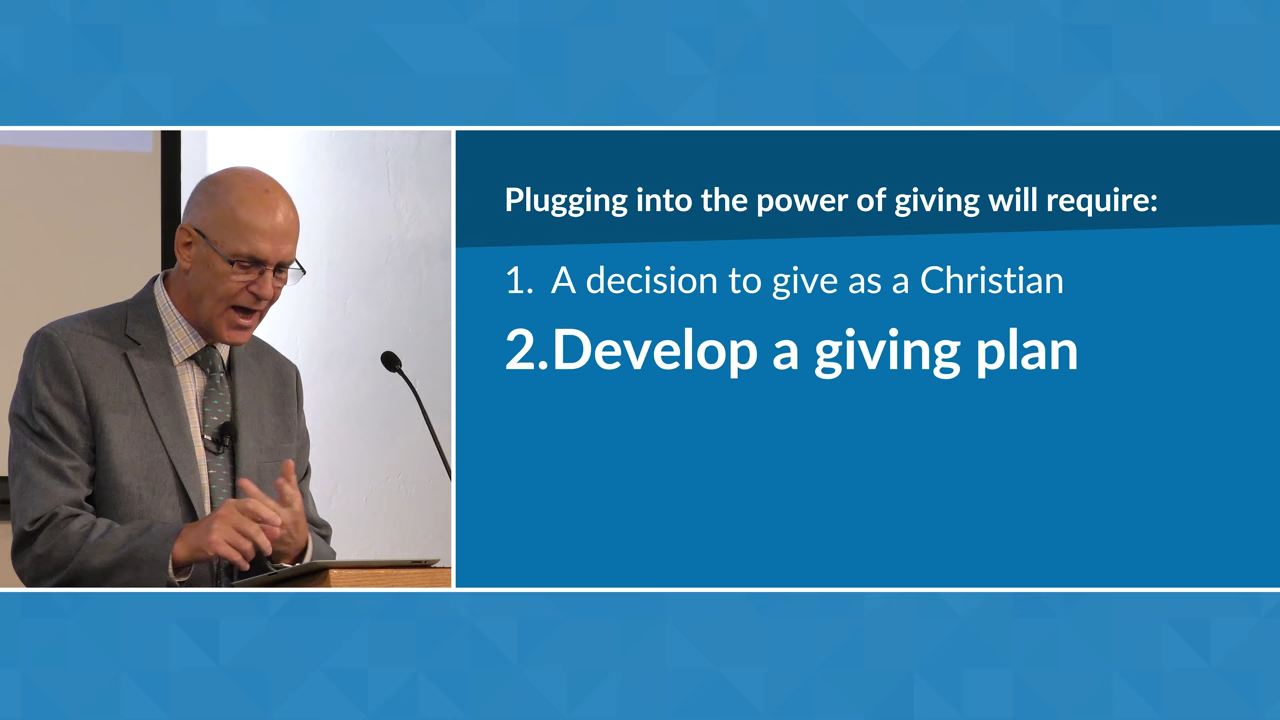 Plugging into the power of giving will require:
1. A decision to give as a Christian
2.Develop a giving plan